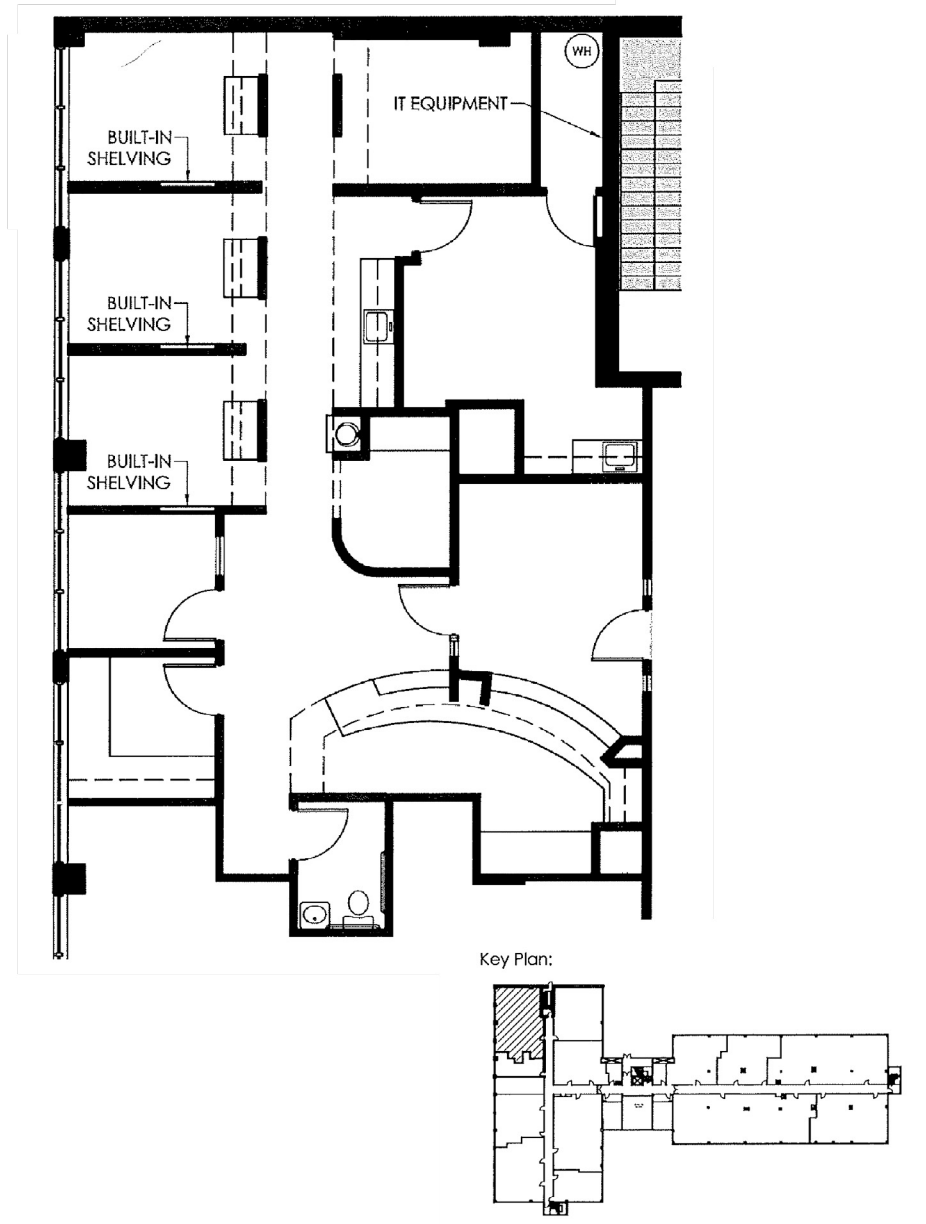 WH
IT EQUIPMENT
BUILT-IN
SHELVING
BUILT-IN
SHELVING
BUILT-IN
SHELVING
Key Plan: